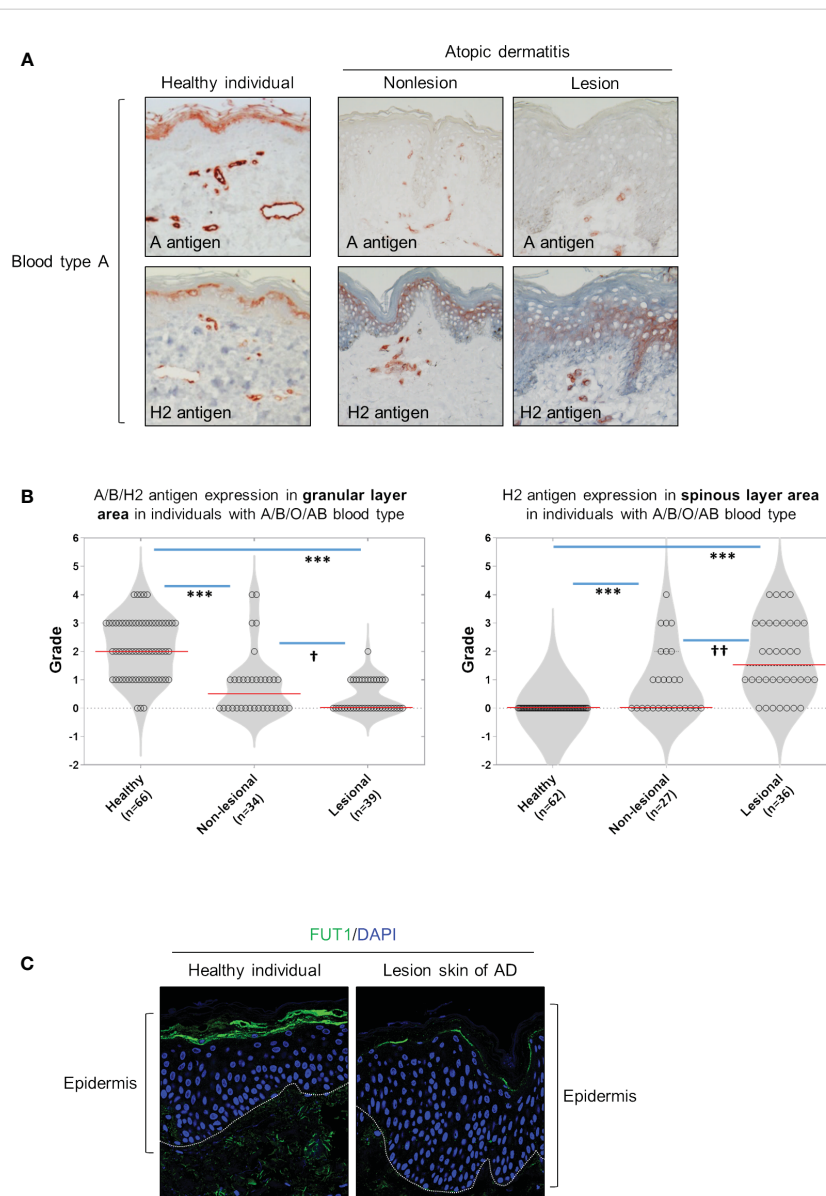 A
Atopic dermatitis
Healthy individual
Nonlesion
Lesion
Blood type A
A antigen
A antigen
A antigen
H2 antigen
H2 antigen
H2 antigen
B
A/B/H2 antigen expression in granular layer
area in individuals with A/B/O/AB blood type
Grade
6
5
4
3
2
1
0
-1
-2
***
***
†
Healthy
(n=66)
Non-lesional
(n=34)
Lesional
(n=39)
H2 antigen expression in spinous layer area
in individuals with A/B/O/AB blood type
Grade
6
5
4
3
2
1
0
-1
-2
***
***
††
Healthy
(n=62)
Non-lesional
(n=27)
Lesional
(n=36)
C
FUT1/DAPI
Healthy individual
Lesion skin of AD
Epidermis
Epidermis